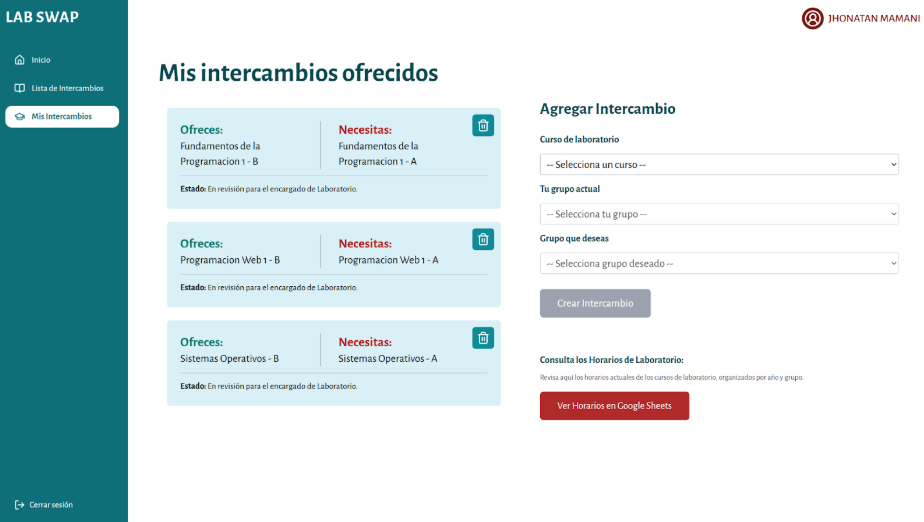 LAB SWAP
JHONATAN MAMANI
Inicio
Lista de Intercambios
Mis Intercambios
Cerrar sesión
Mis intercambios ofrecidos
Ofreces:
Fundamentos de la
Programacion 1 - B
Necesitas:
Fundamentos de la
Programacion 1 - A
Estado: En revisión para el encargado de Laboratorio.
Ofreces:
Programacion Web 1 - B
Necesitas:
Programacion Web 1 - A
Estado: En revisión para el encargado de Laboratorio.
Ofreces:
Sistemas Operativos - B
Necesitas:
Sistemas Operativos - A
Estado: En revisión para el encargado de Laboratorio.
Agregar Intercambio
Curso de laboratorio
-- Selecciona un curso --
Tu grupo actual
-- Selecciona tu grupo --
Grupo que deseas
-- Selecciona grupo deseado --
Crear Intercambio
Consulta los Horarios de Laboratorio:
Revisa aquí los horarios actuales de los cursos de laboratorio, organizados por año y grupo.
Ver Horarios en Google Sheets